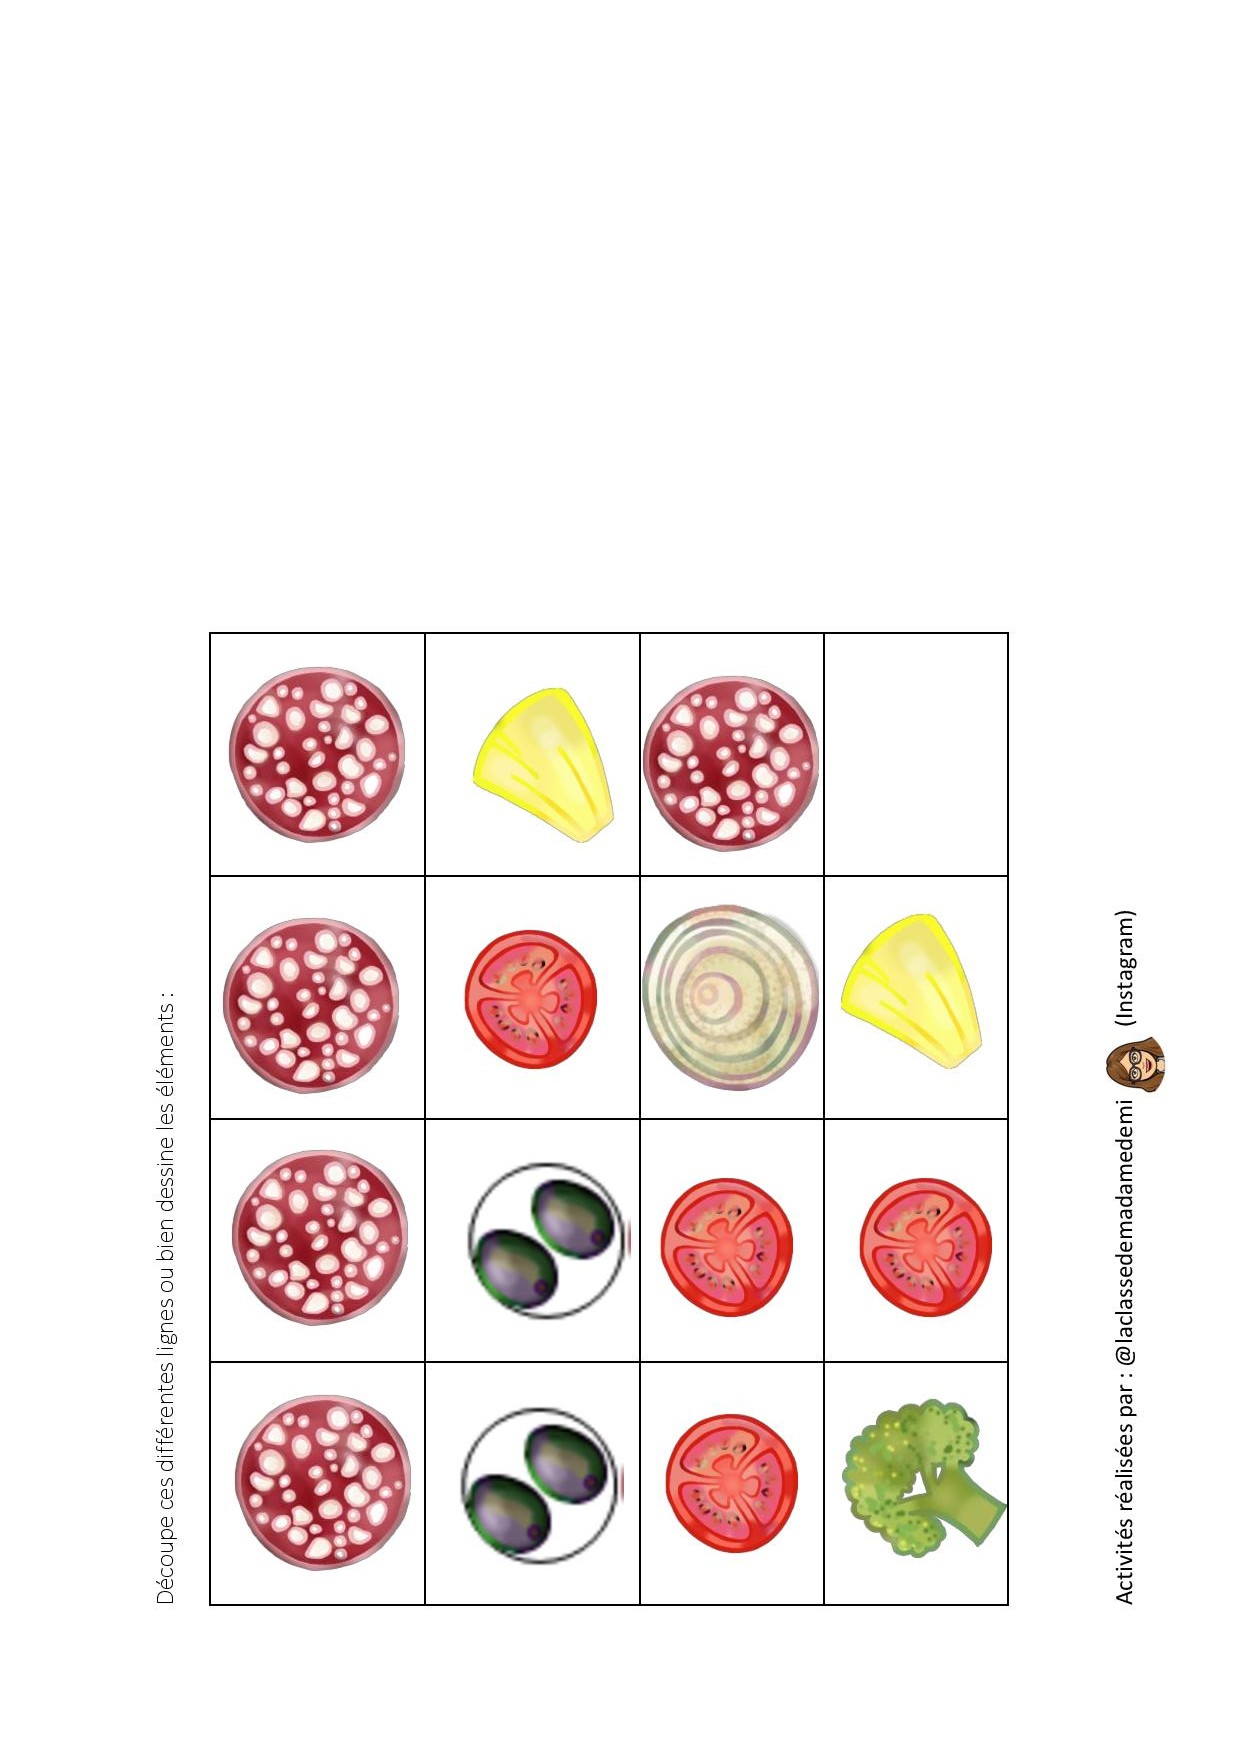 Découpe ces différentes lignes ou bien dessine les éléments :
Activités réalisées par : @laclassedemadamedemi (Instagram)